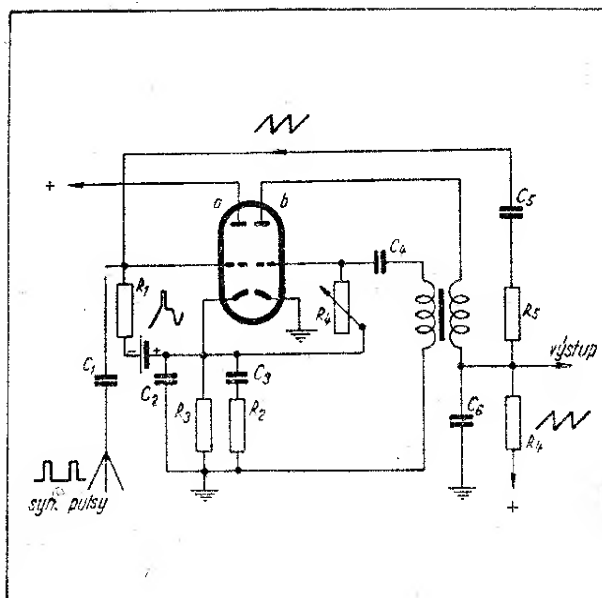 +
a
b
C5
C4
R1
R4
R5
- +
výstup
C1
C2
C3
C6
R3
R2
R4
syn. pulsy
+